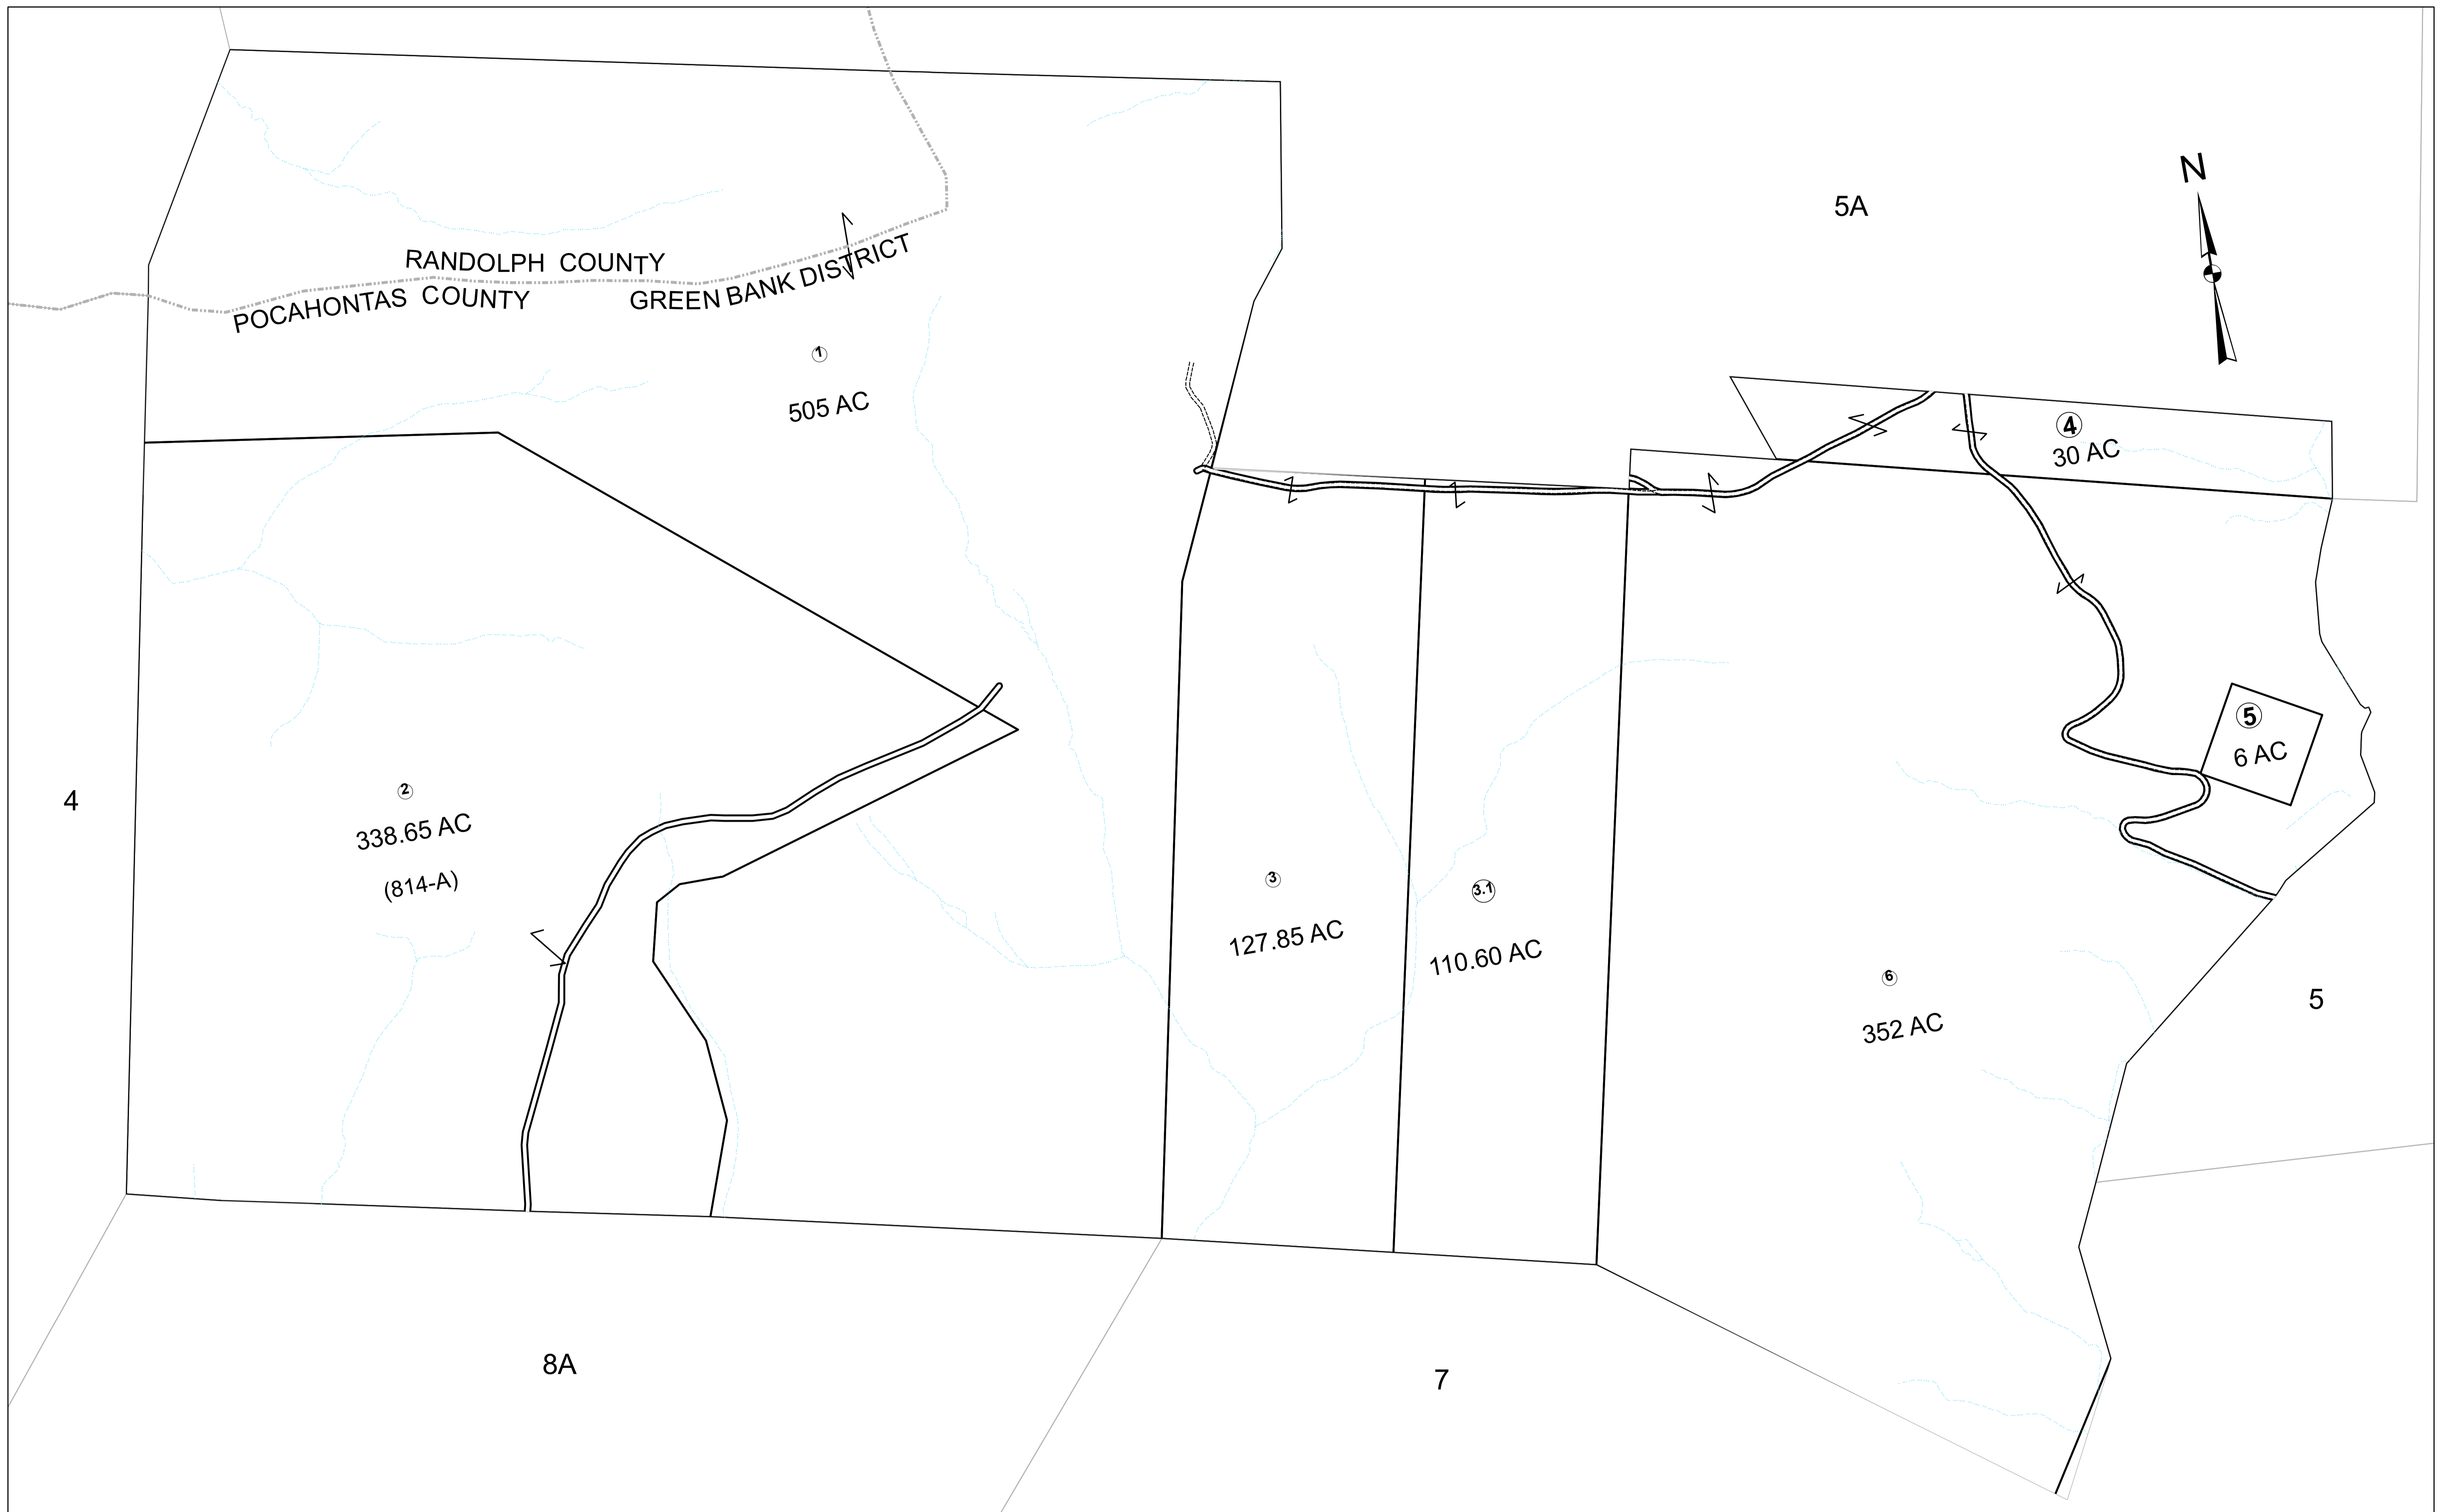 N
5A
RANDOLPH COUNTY
POCAHONTAS COUNTY
GREEN BANK DISTRICT
1
505 AC
4
30 AC
5
6 AC
4
2
338.65 AC
(814-A)
3
127.85 AC
3.1
110.60 AC
6
352 AC
5
8A
7